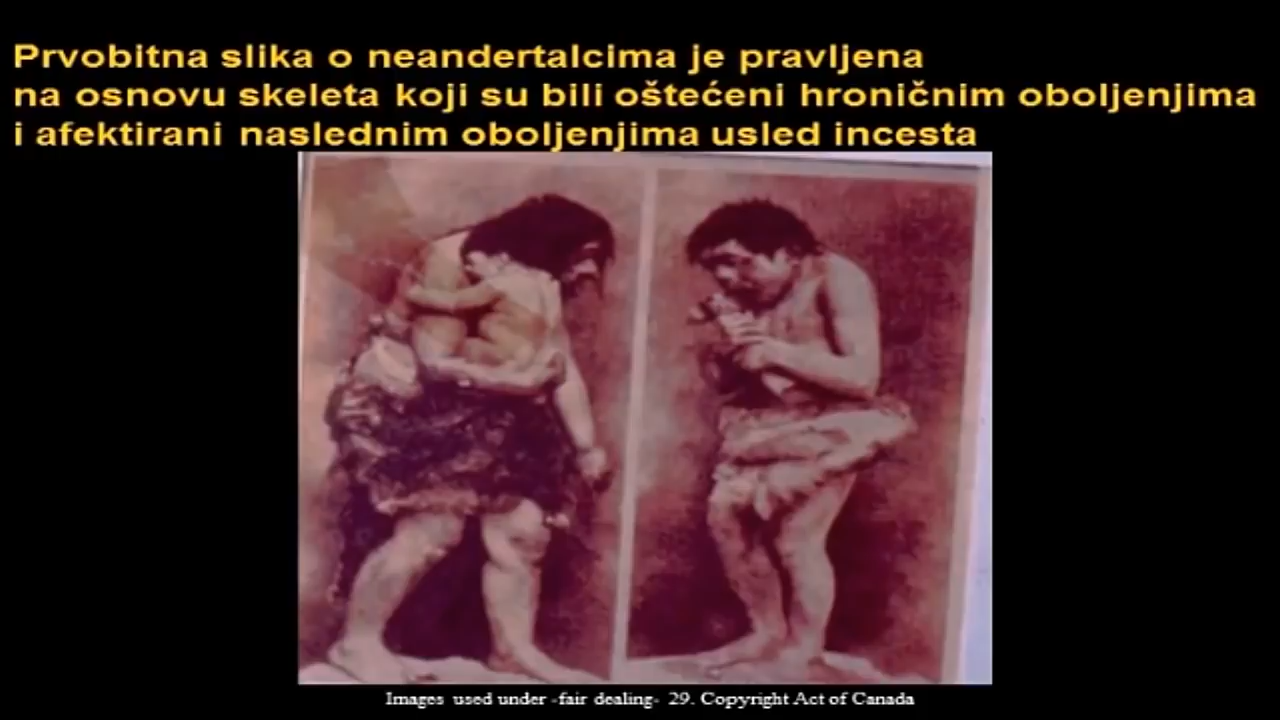 Prvobitna slika o neandertalcima je pravljena
na osnovu skeleta koji su bili oštećeni hroničnim oboljenjima
i afektirani naslednim oboljenjima usled incesta
Images used under -fair dealing- 29. Copyright Act of Canada